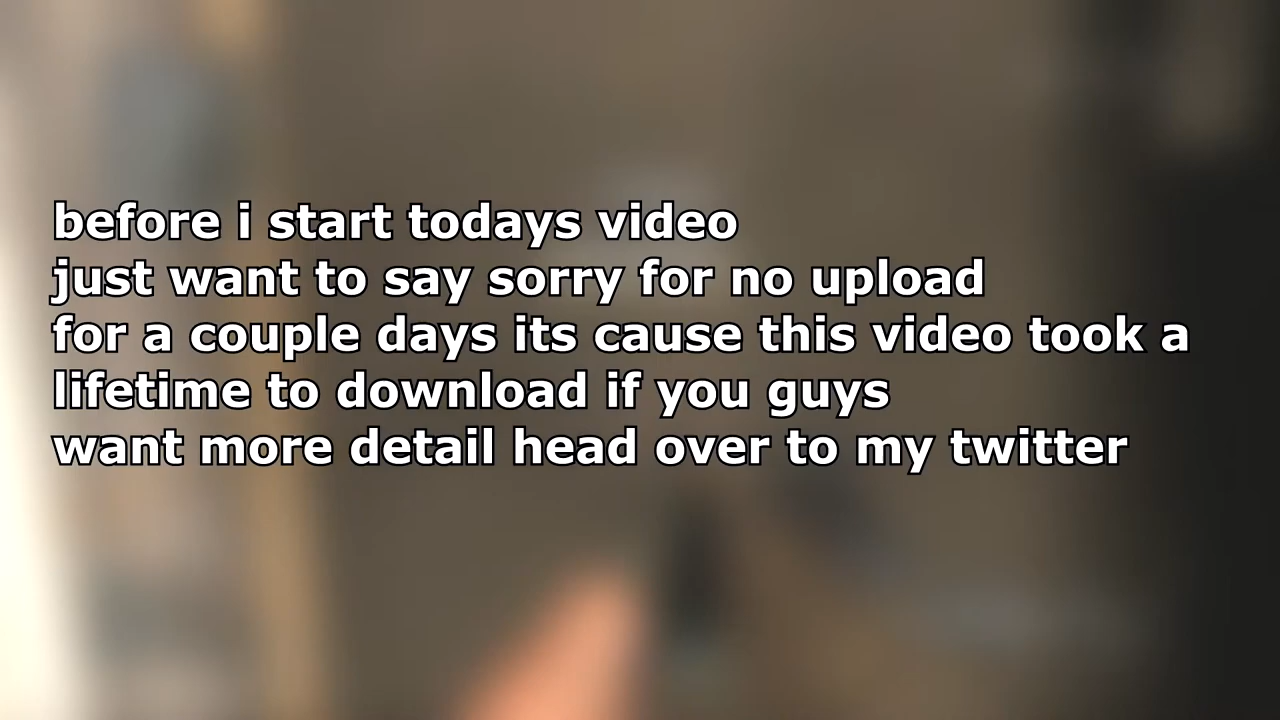 before i start todays video
just want to say sorry for no upload
for a couple days its cause this video took a
lifetime to download if you guys
want more detail head over to my twitter